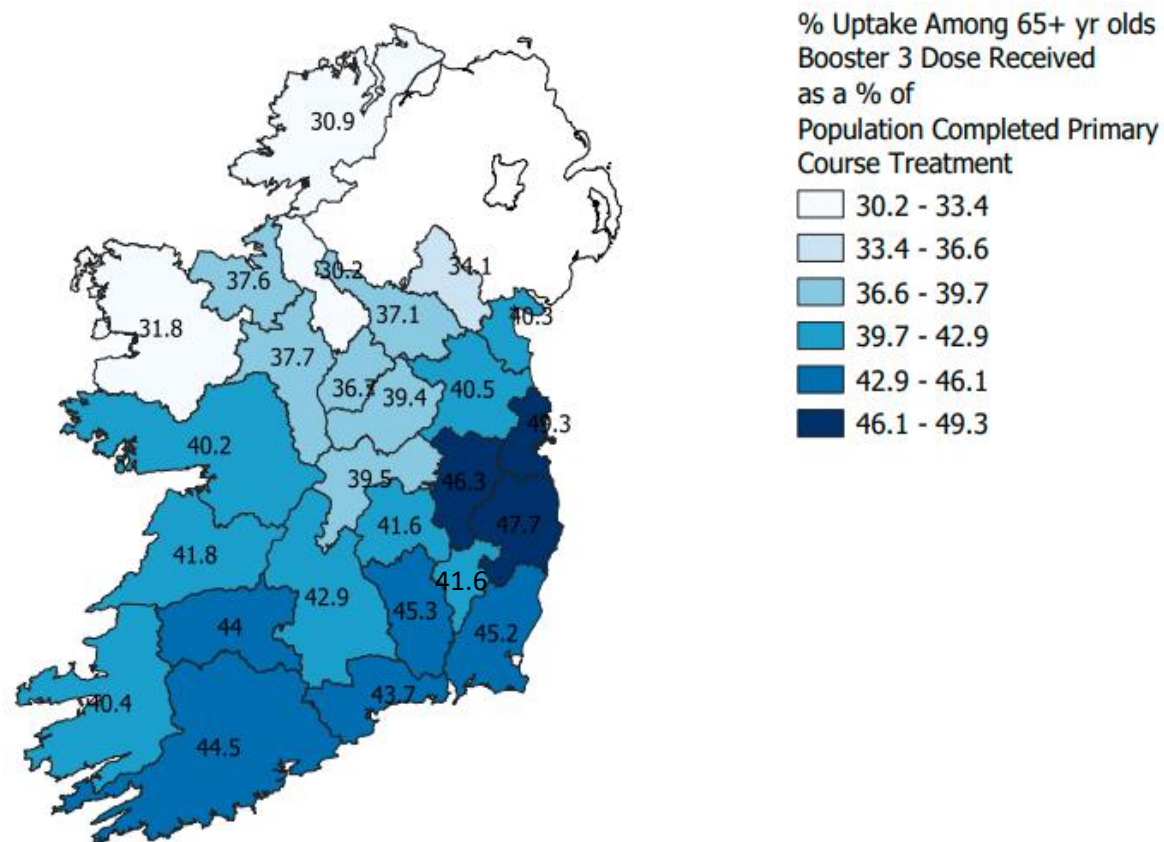 % Uptake Among 65+ yr olds
Booster 3 Dose Received
as a % of
Population Completed Primary
Course Treatment
30.2 - 33.4
33.4 - 36.6
36.6 - 39.7
39.7 - 42.9
42.9 - 46.1
46.1 - 49.3
30.9
34.1
30.2
37.6
37.1
40.3
31.8
37.7
36.7
39.4
40.5
49.3
40.2
39.5
46.3
47.7
41.6
41.8
41.6
42.9
45.3
44
45.2
43.7
40.4
44.5